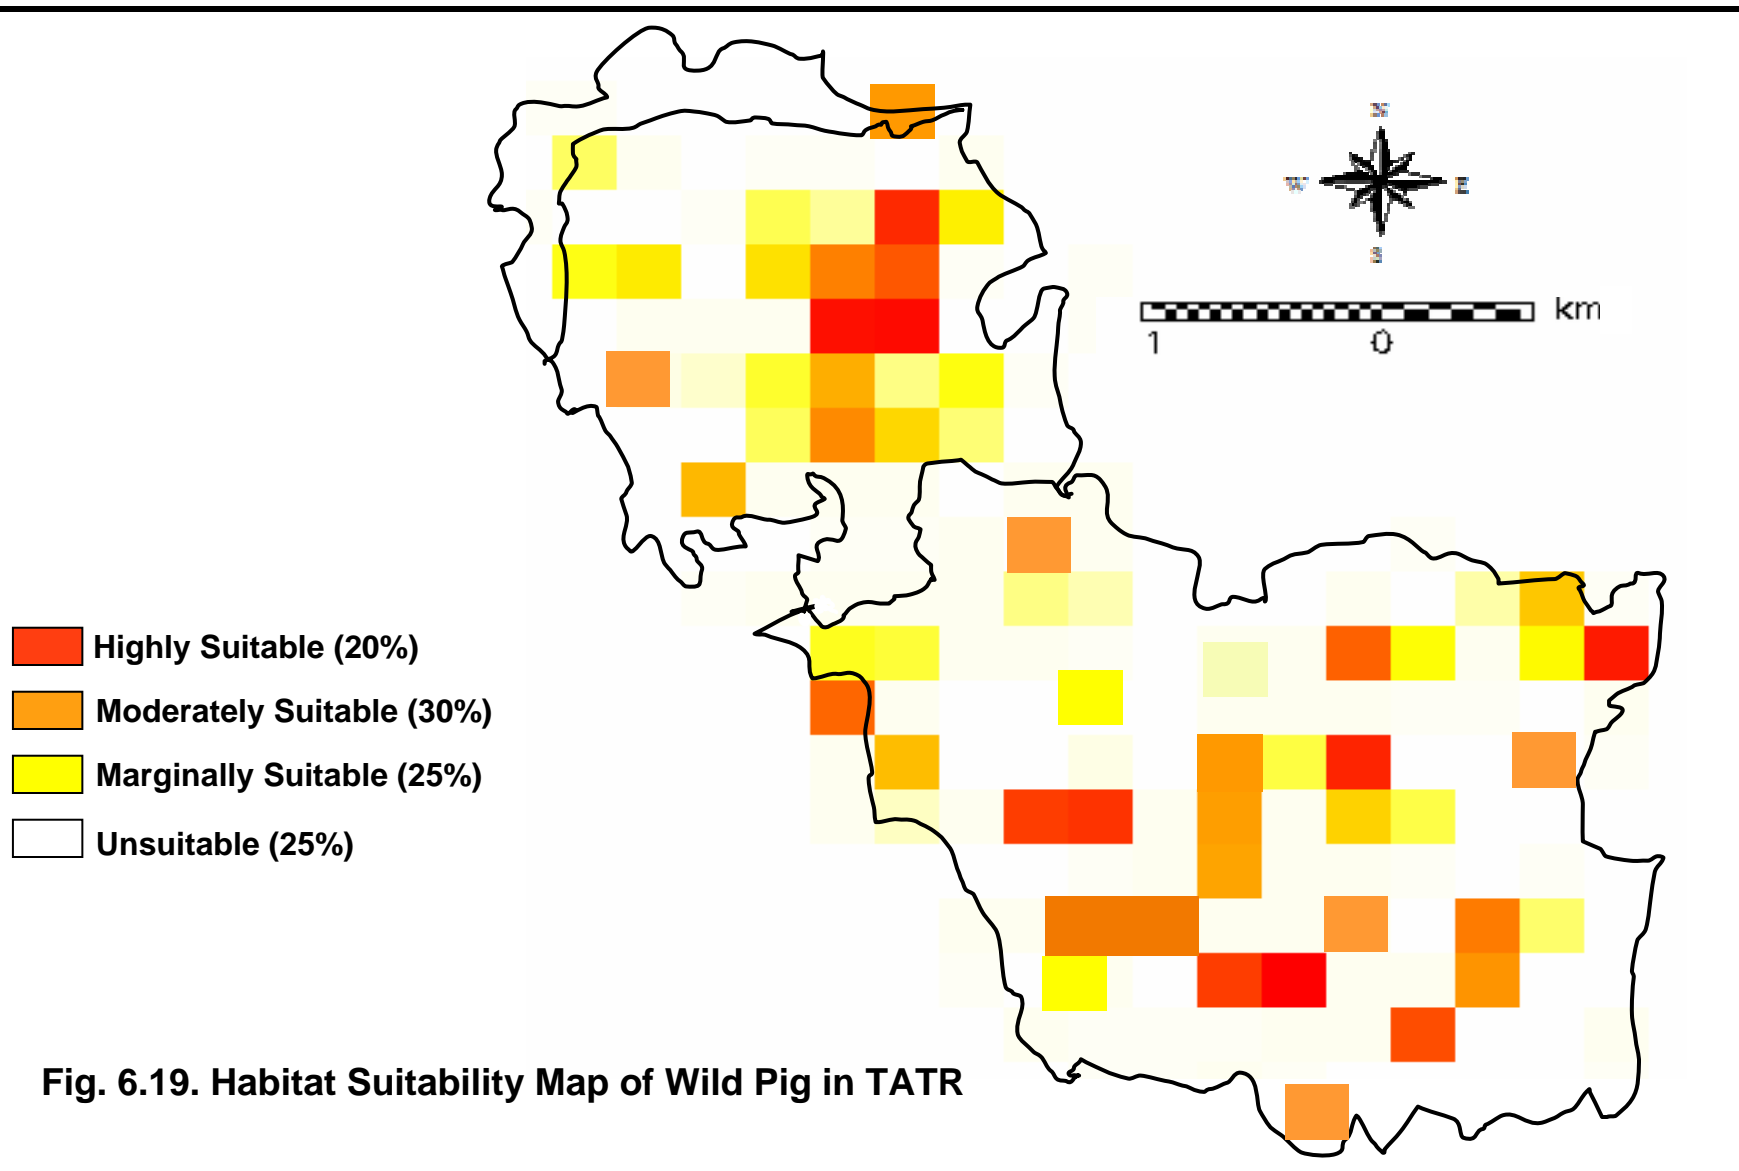 N
W E
S
km
1 0
Highly Suitable (20%)
Moderately Suitable (30%)
Marginally Suitable (25%)
Unsuitable (25%)
Fig. 6.19. Habitat Suitability Map of Wild Pig in TATR